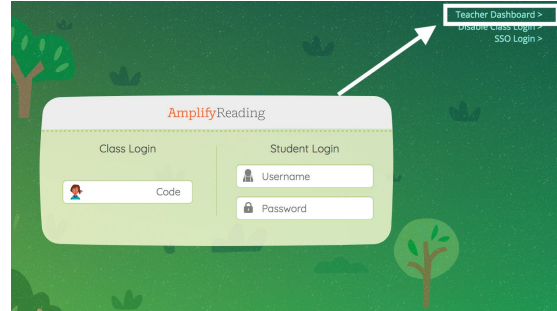 Teacher Dashboard >
Disable Class Login >
SSO Login >
AmplifyReading
Class Login
Student Login
Code
Username
Password